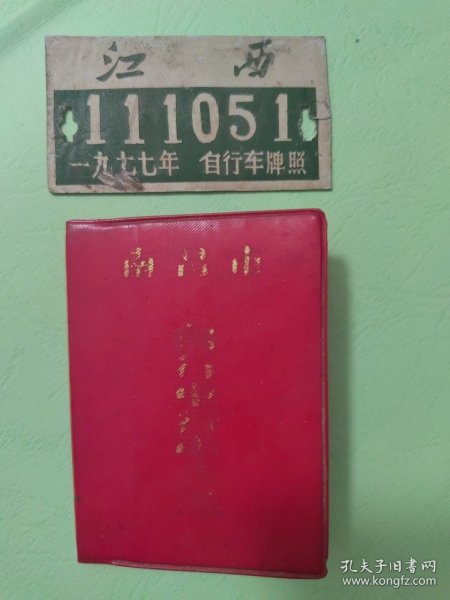 江西
111051
一九七七年 自行车牌照
南昌市
孔夫子旧书网
www.kongfz.com